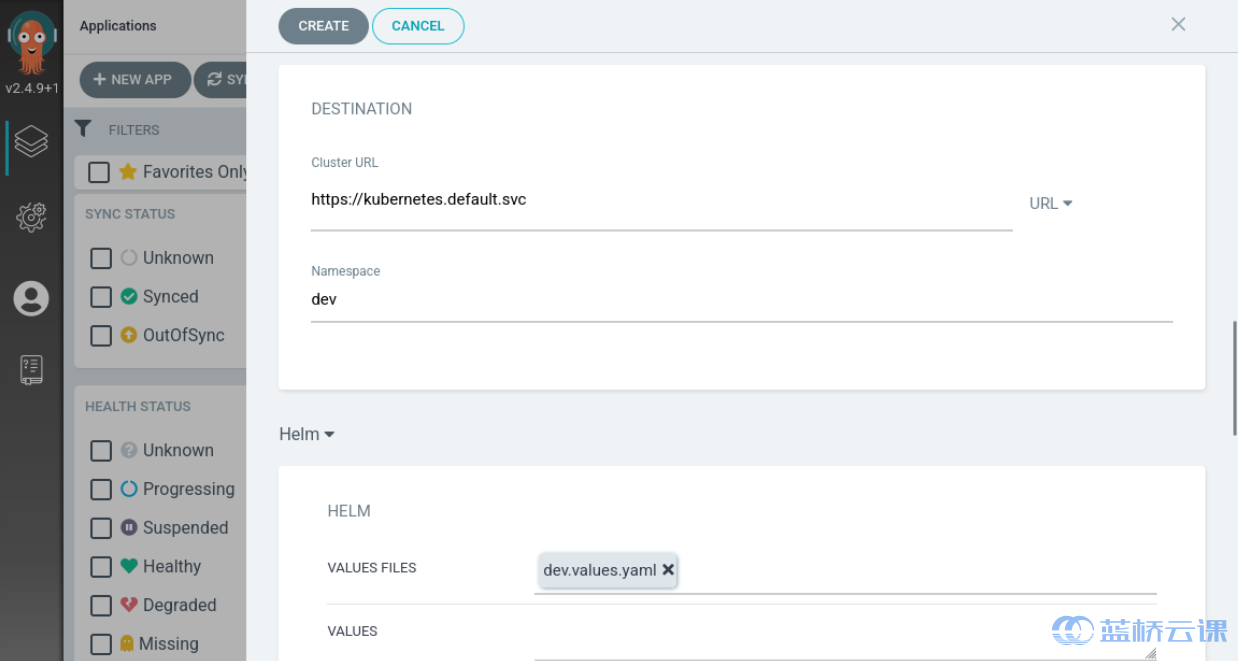 Applications
CREATE
CANCEL
v2.4.9+1
NEW APP
SY
FILTERS
Favorites Only
SYNC STATUS
Unknown
Synced
OutOfSync
HEALTH STATUS
Unknown
Progressing
Suspended
Healthy
Degraded
Missing
DESTINATION
Cluster URL
https://kubernetes.default.svc
URL
Namespace
dev
Helm
HELM
VALUES FILES
dev.values.yaml
VALUES
蓝桥云课